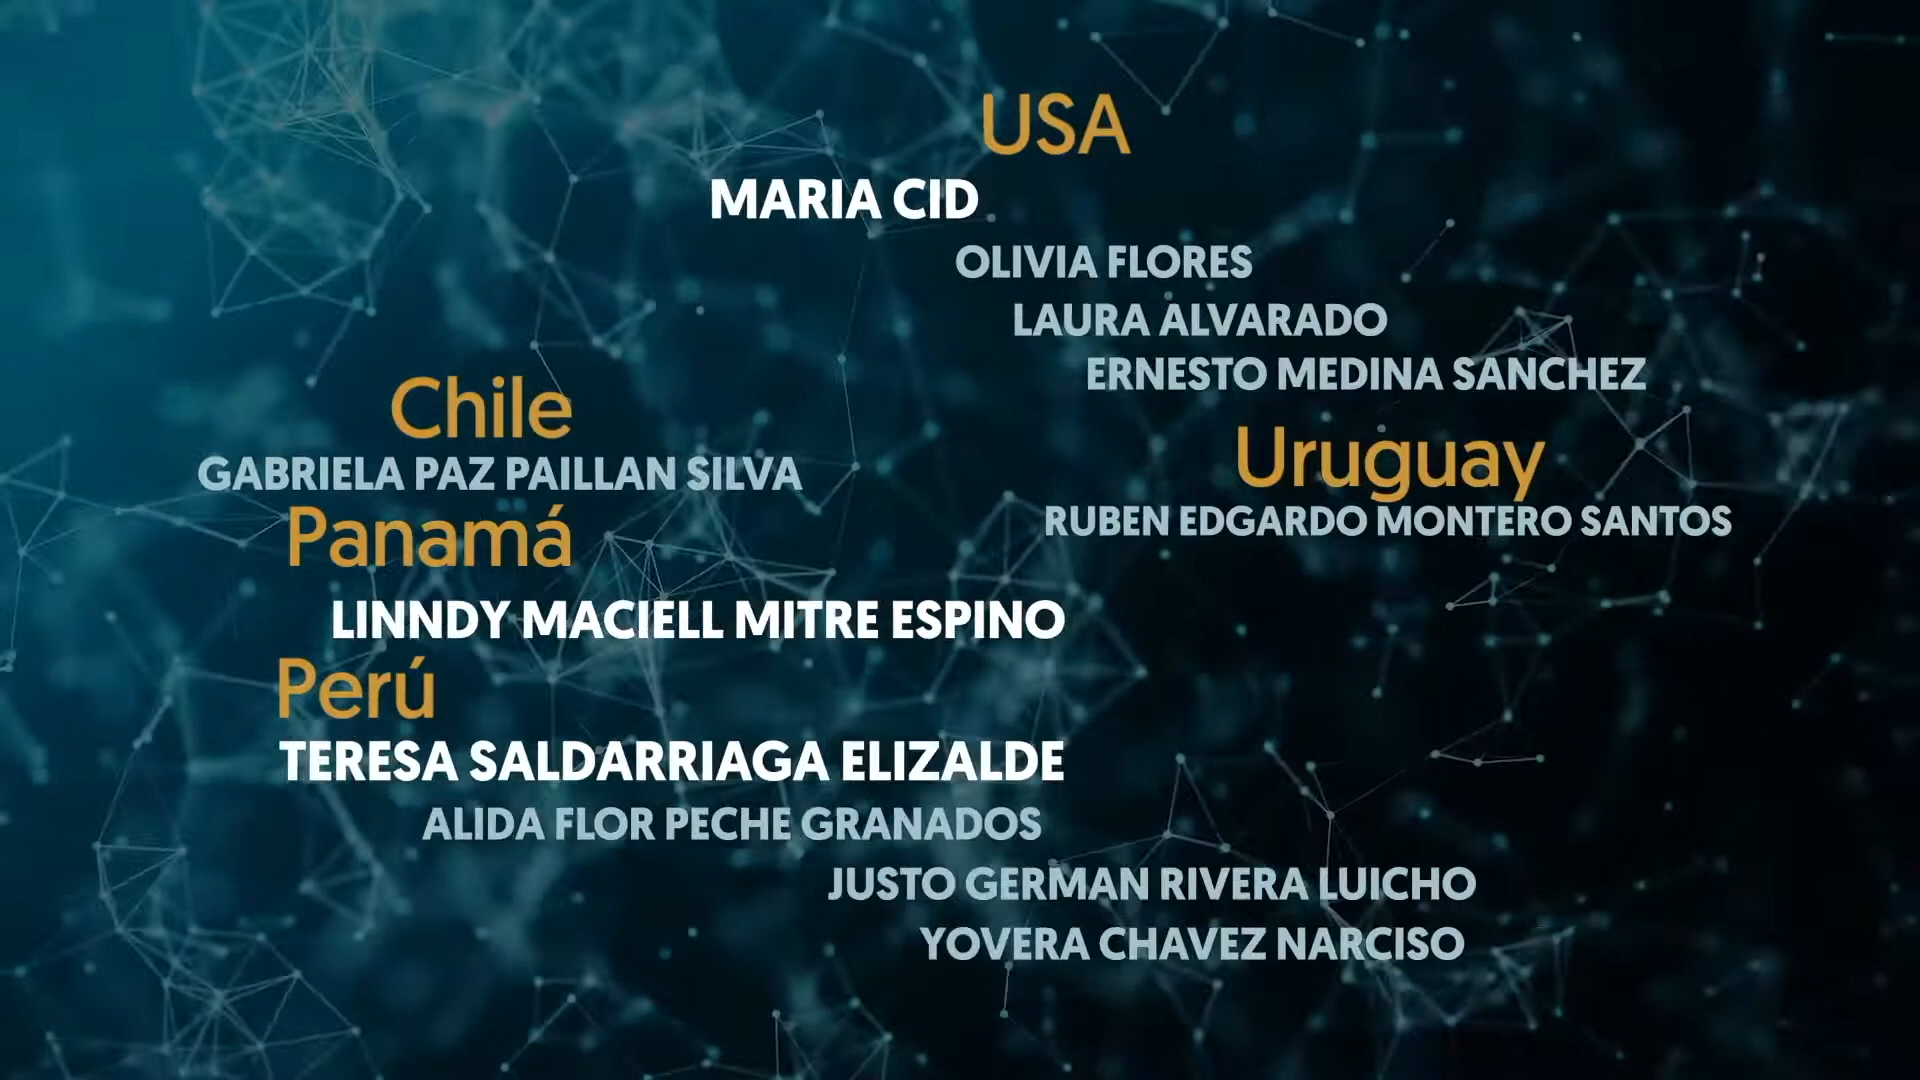 USA
MARIA CID
OLIVIA FLORES
LAURA ALVARADO
ERNESTO MEDINA SANCHEZ
Chile
GABRIELA PAZ PAILLAN SILVA
Uruguay
RUBEN EDGARDO MONTERO SANTOS
Panamá
LINNDY MACIELL MITRE ESPINO
Perú
TERESA SALDARRIAGA ELIZALDE
ALIDA FLOR PECHE GRANADOS
JUSTO GERMAN RIVERA LUICHO
YOVERA CHAVEZ NARCISO